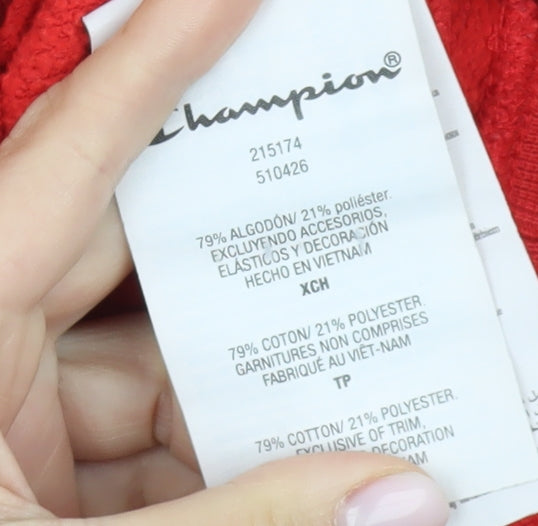 Champion®
215174
510426
79% ALGODÓN/ 21% poliéster.
EXCLUYENDO ACCESORIOS,
ELÁSTICOS Y DECORACIÓN
HECHO EN VIETNAM
XCH
79% COTON/ 21% POLYESTER.
GARNITURES NON COMPRISES
FABRIQUÉ AU VIÊT-NAM
TP
79% COTTON/ 21% POLYESTER.
EXCLUSIVE OF TRIM,
DECORATION